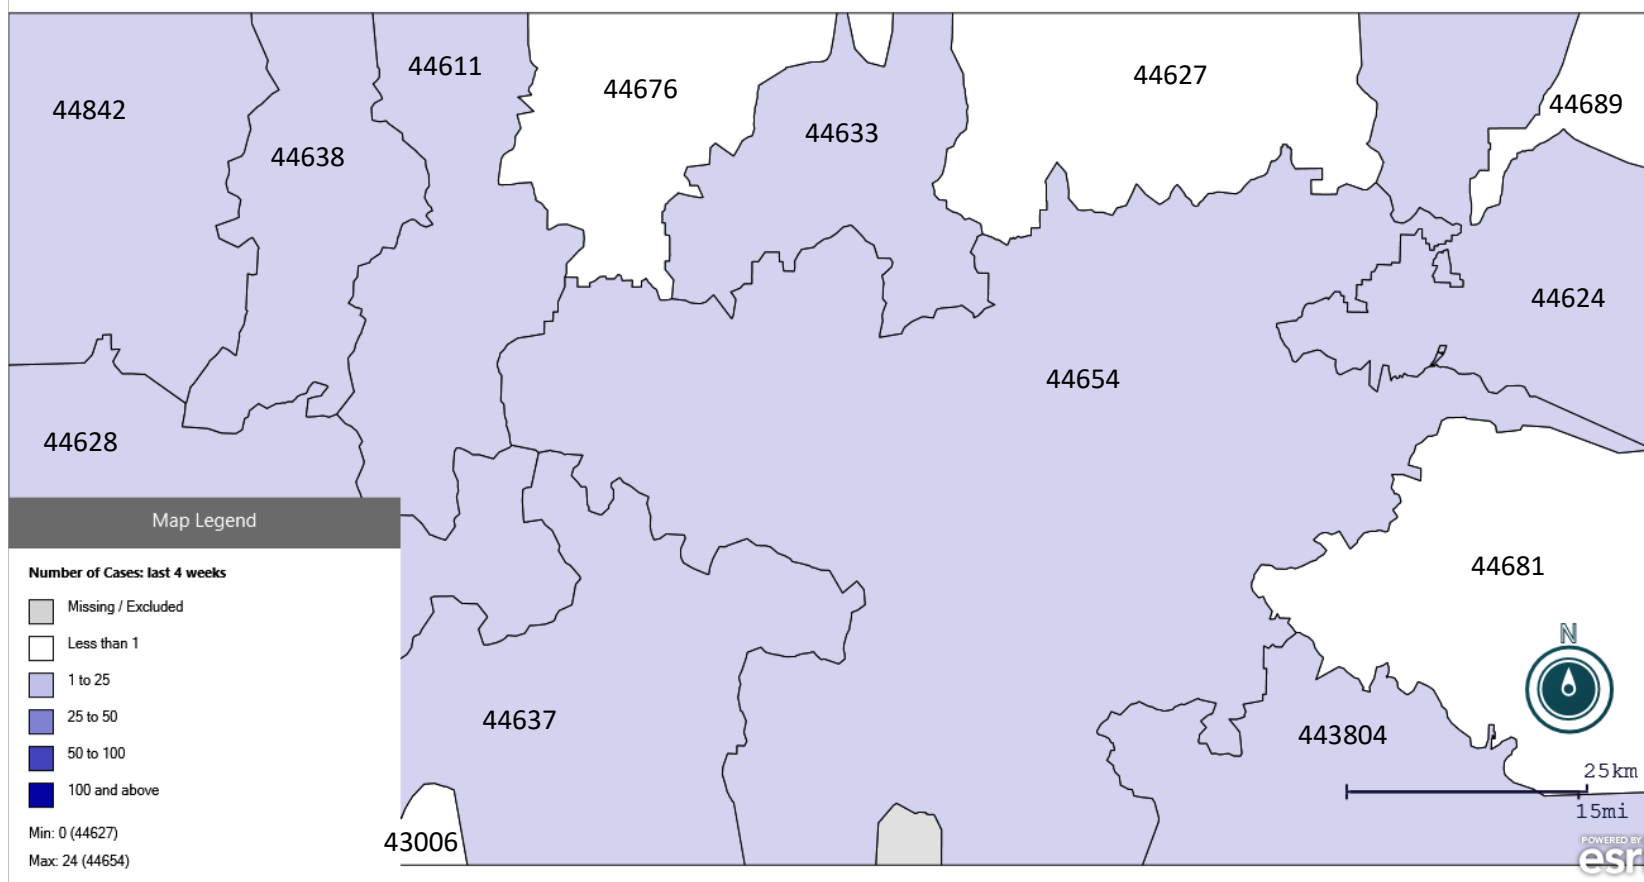 44611
44627
44676
44689
44842
44633
44638
44624
44654
44628
Map Legend
Number of Cases: last 4 weeks
Missing / Excluded
Less than 1
1 to 25
25 to 50
50 to 100
100 and above
Min: 0 (44627)
Max: 24 (44654)
44681
N
44637
443804
25km
15mi
43006
POWERED BY
esri